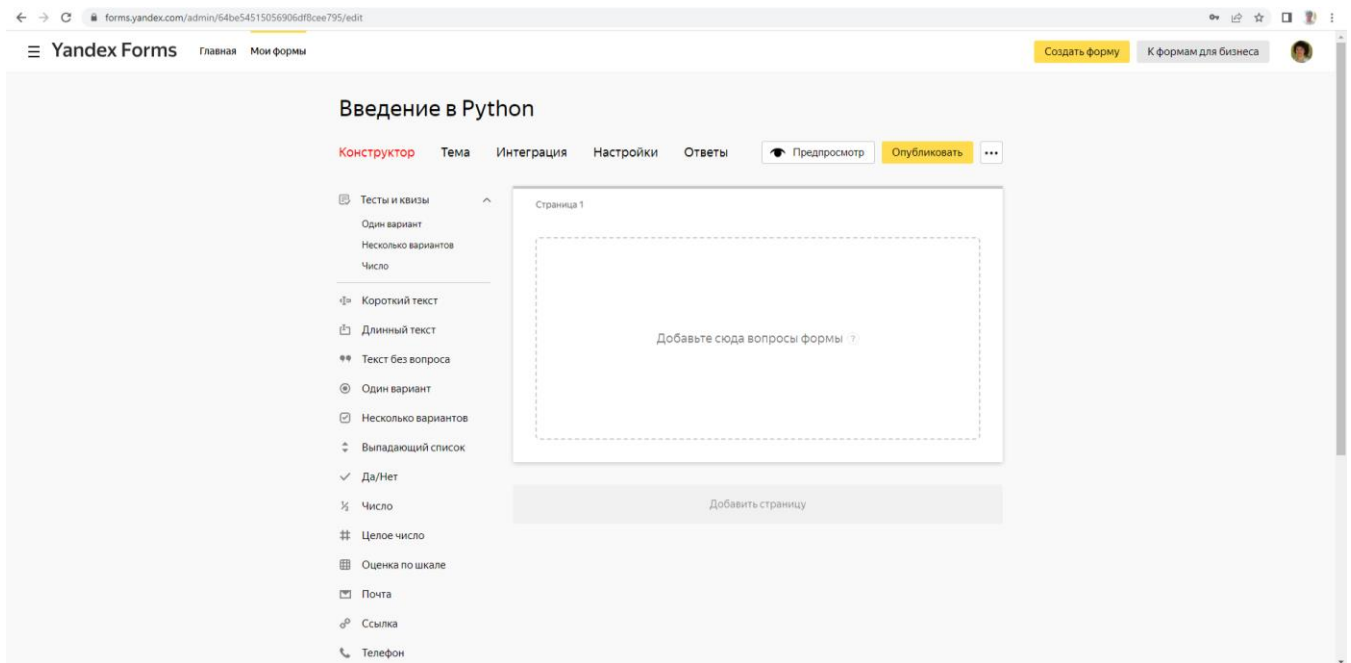 forms.yandex.com/admin/64be54515056906df8cee795/edit
Yandex Forms Главная Мои формы Создать форму К формам для бизнеса
Введение в Python
Конструктор Тема Интеграция Настройки Ответы Предпросмотр Опубликовать ...
Тесты и квизы
Один вариант
Несколько вариантов
Число
Короткий текст
Длинный текст
Текст без вопроса
Один вариант
Несколько вариантов
Выпадающий список
Да/Нет
Число
Целое число
Оценка по шкале
Почта
Ссылка
Телефон
Страница 1
Добавьте сюда вопросы формы ?
Добавить страницу